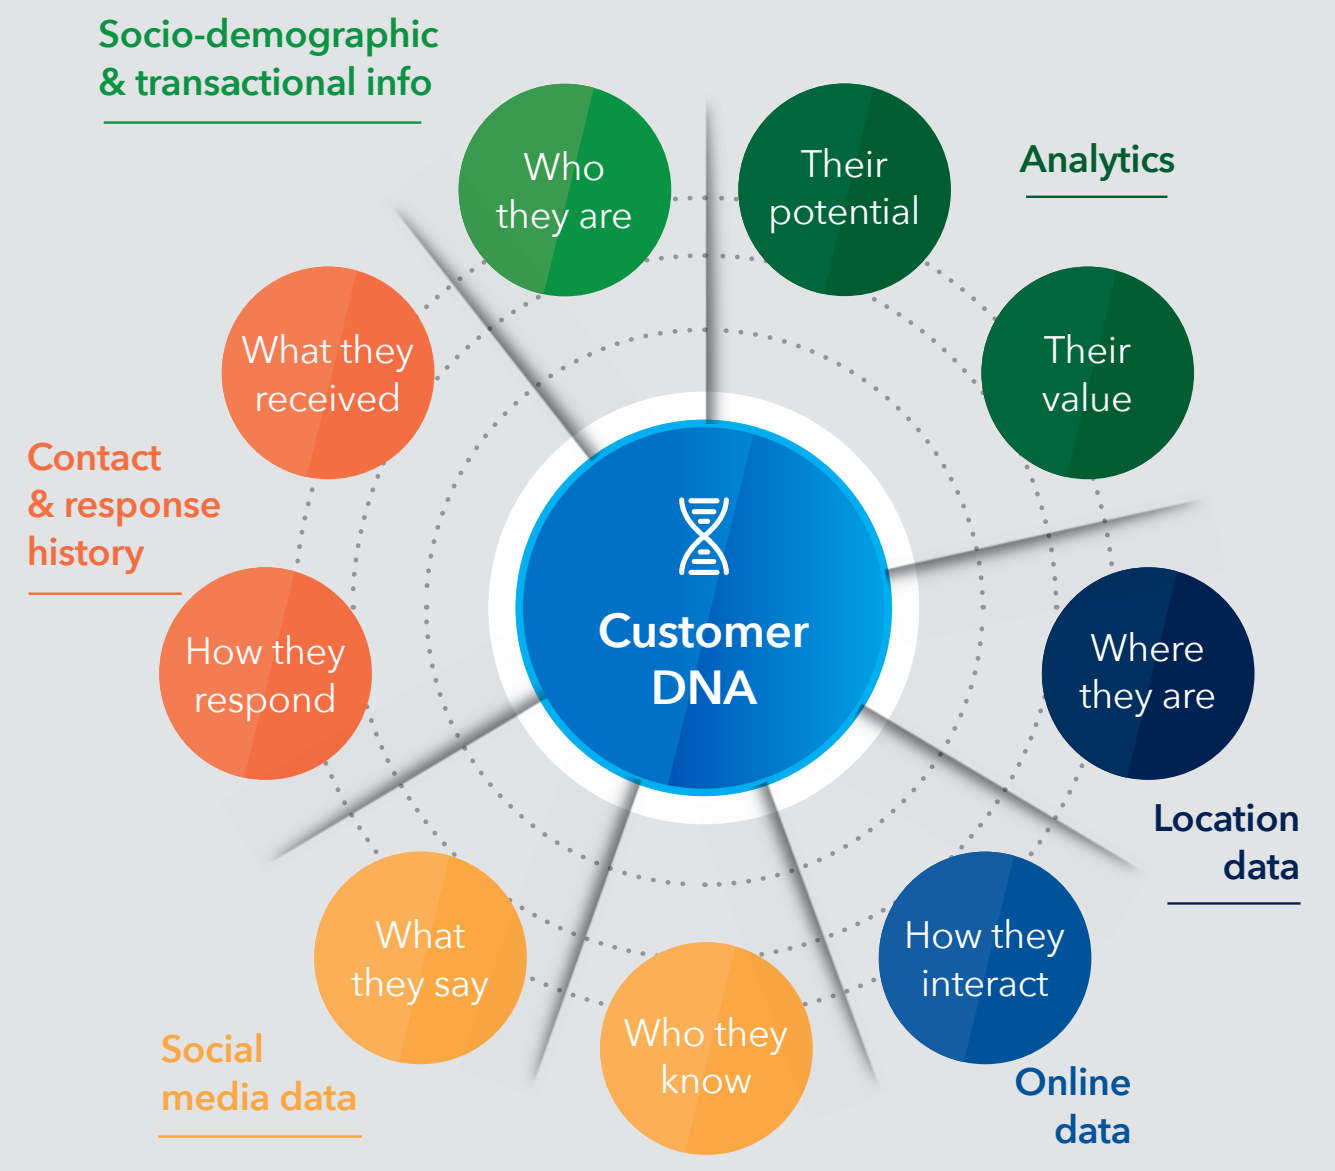 Socio-demographic
& transactional info
Who
they are
Their
potential
Analytics
Their
value
What they
received
Contact
& response
history
How they
respond
Customer
DNA
Where
they are
Location
data
What
they say
Social
media data
Who they
know
How they
interact
Online
data